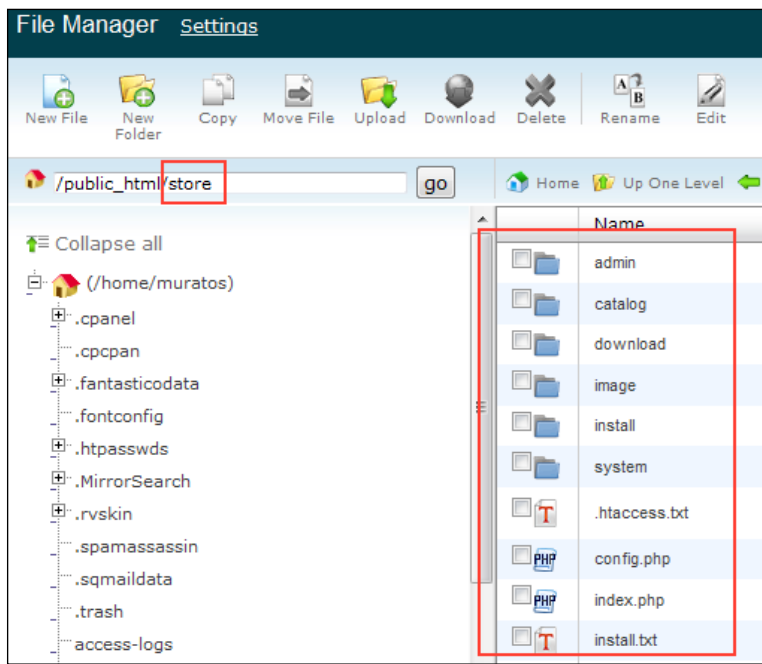 File Manager Settings
New File
New Folder
Copy
Move File
Upload
Download
Delete
A
B
Rename
Edit
/public_html/store
go
Home
Up One Level
Collapse all
(/home/muratos)
.cpanel
.cpcpan
.fantasticodata
.fontconfig
.htpasswds
.MirrorSearch
.rvskin
.spamassassin
.sqmaildata
.trash
access-logs
Name
admin
catalog
download
image
install
system
T
.htaccess.txt
PHP
config.php
PHP
index.php
T
install.txt